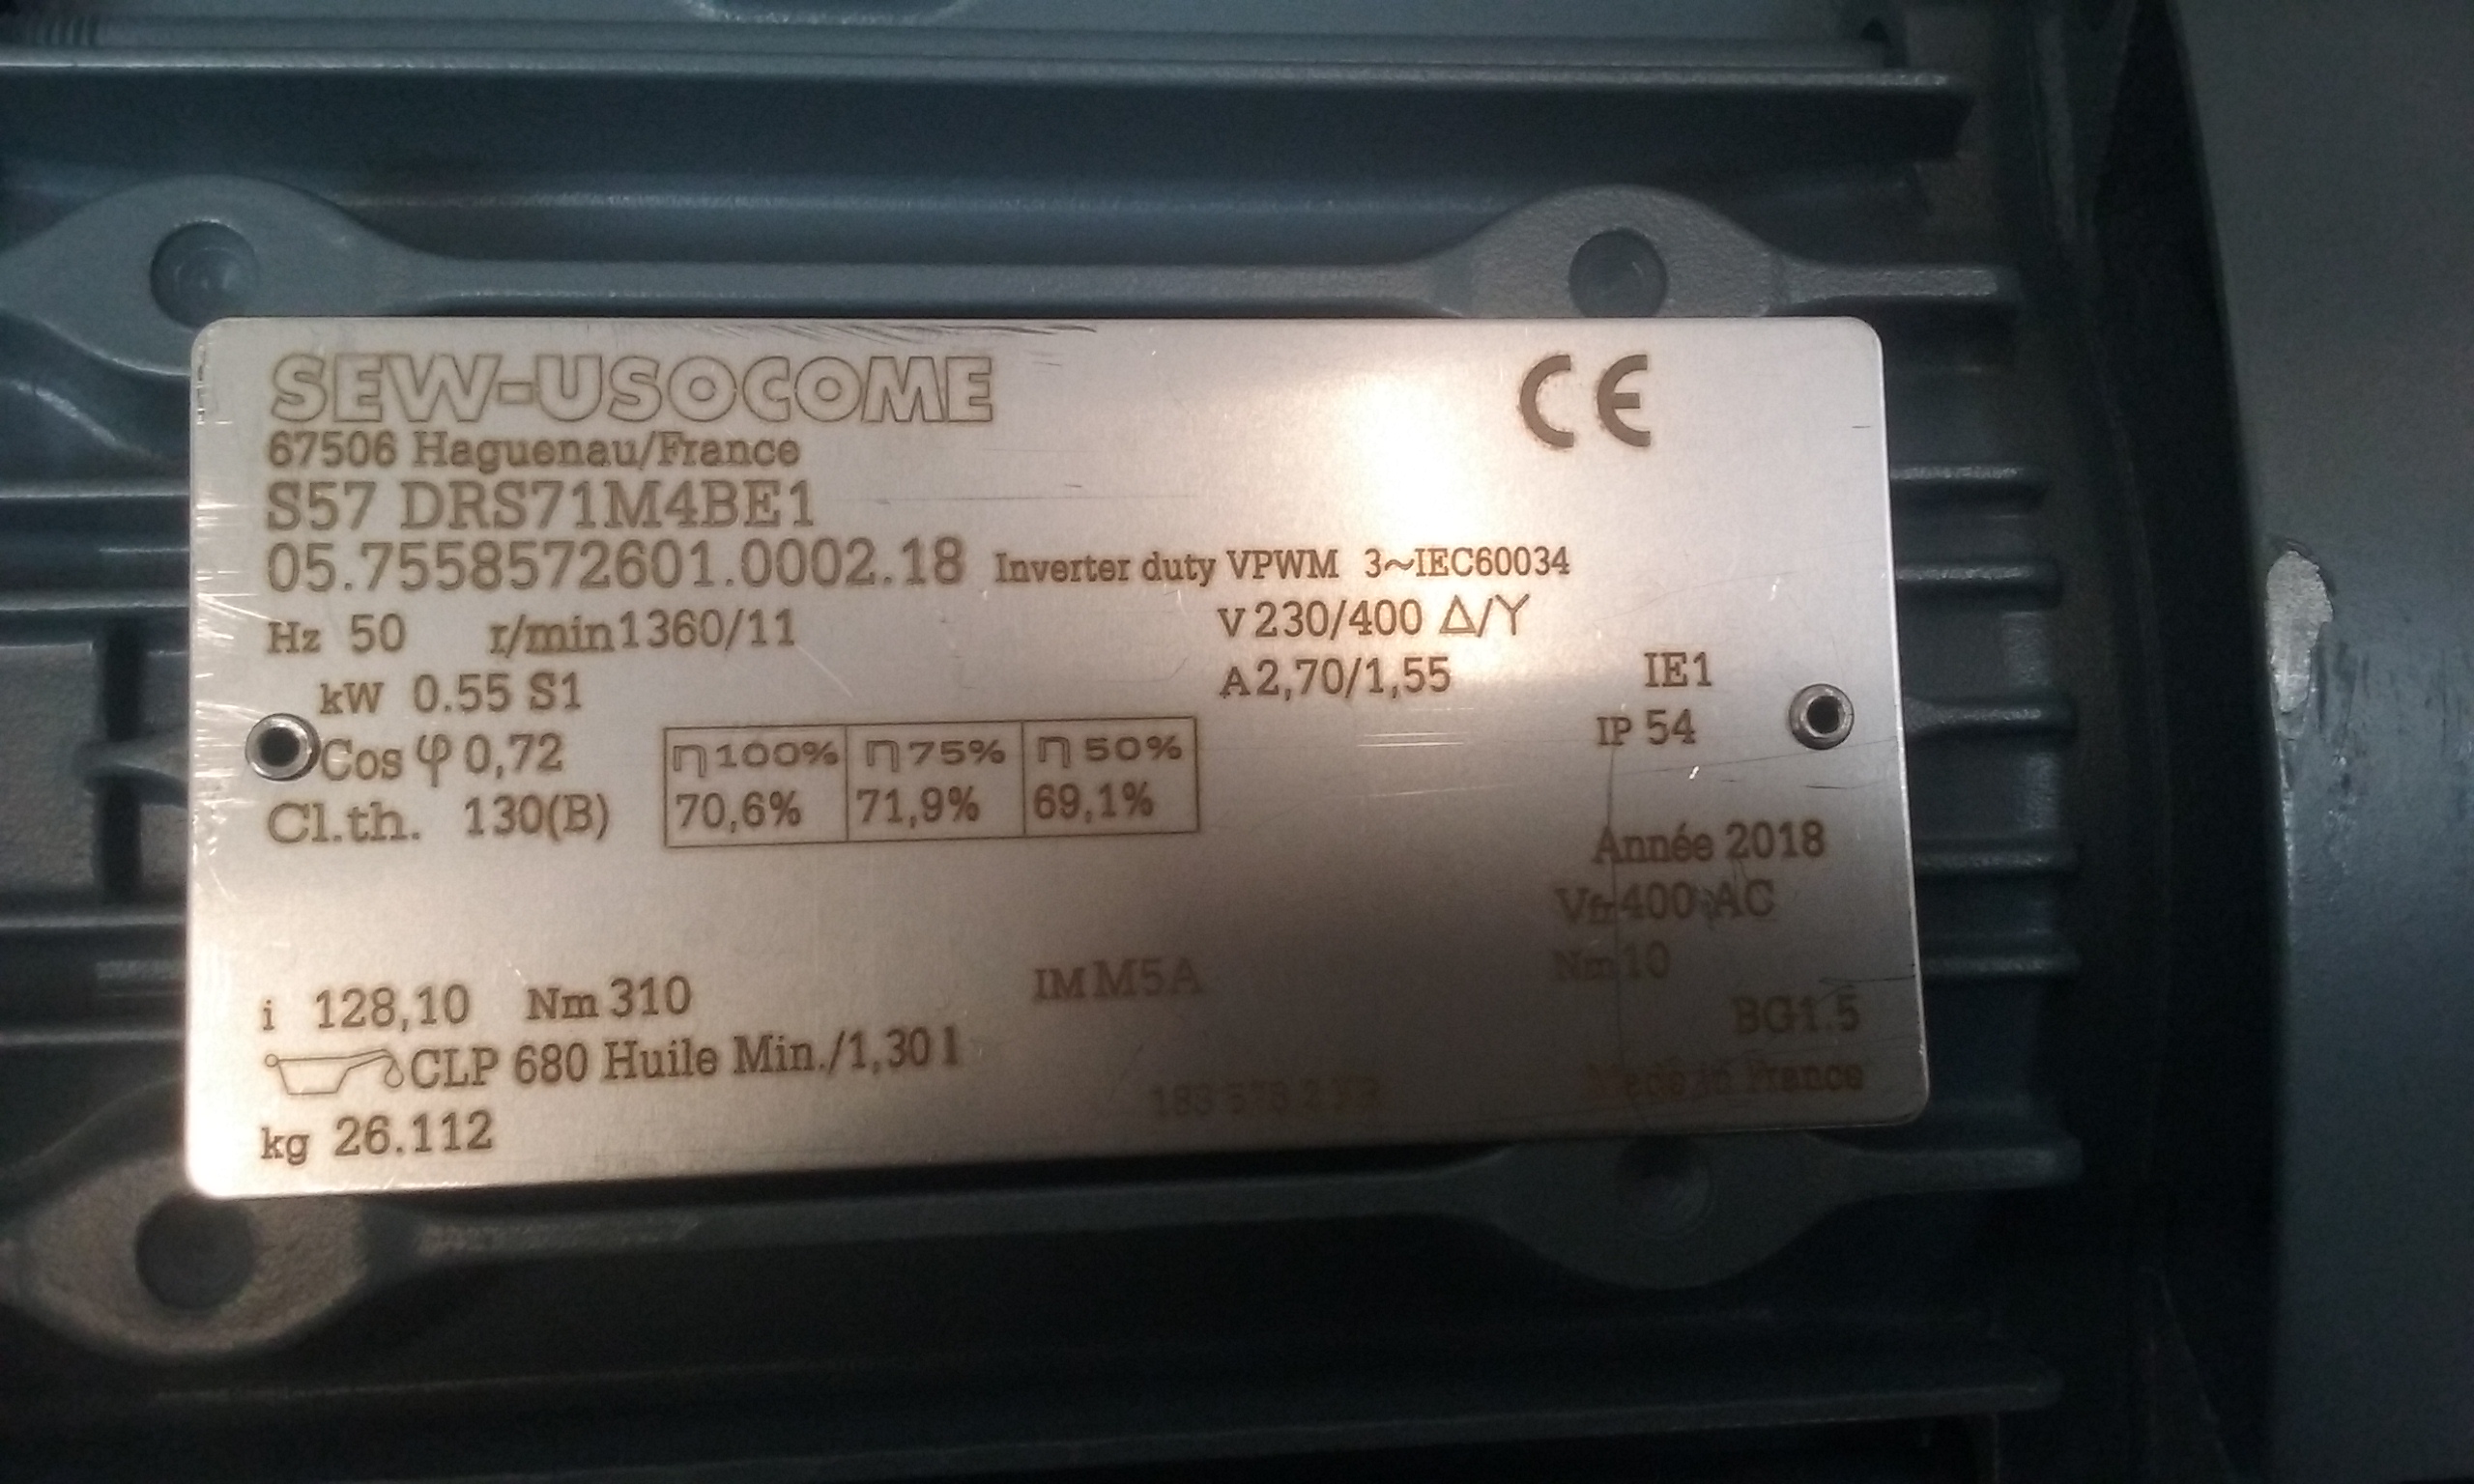 SEW-USOCOME
CE
67506 Haguenau/France
S57 DRS71M4BE1
05.7558572601.0002.18 Inverter duty VPWM 3~IEC60034
Hz 50 r/min 1360/11 V 230/400 Δ/Y
kW 0.55 S1 A 2,70/1,55 IE1
IP 54
Cos φ 0,72 η 100% η 75% η 50%
Cl.th. 130(B) 70,6% 71,9% 69,1%
Année 2018
Vfr 400 AC
Nm 10
i 128,10 Nm 310 IM M5A
BG1.5
CLP 680 Huile Min./1,30 l
Made in France
kg 26.112